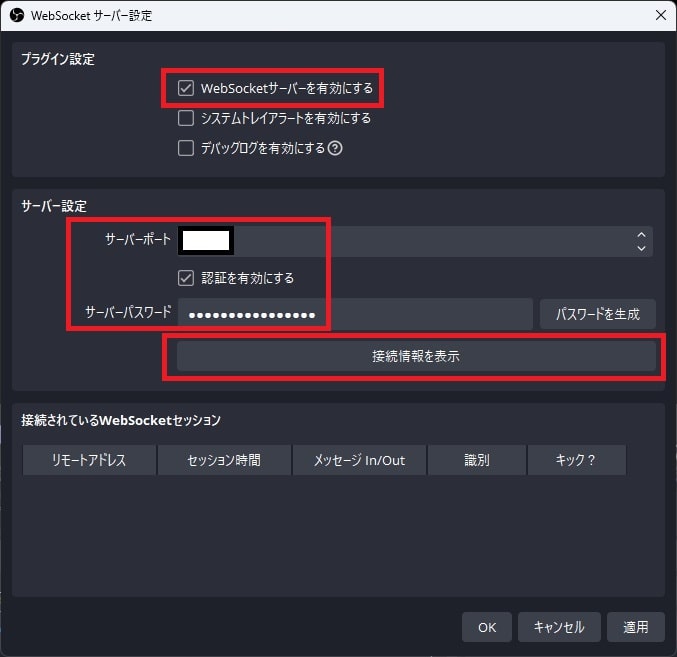 WebSocket サーバー設定
プラグイン設定
WebSocketサーバーを有効にする
システムトレイアラートを有効にする
デバッグログを有効にする
サーバー設定
サーバーポート
認証を有効にする
サーバーパスワード ●●●●●●●●●●●●●●●● パスワードを生成
接続情報を表示
接続されているWebSocketセッション
リモートアドレス セッション時間 メッセージ In/Out 識別 キック？
OK キャンセル 適用